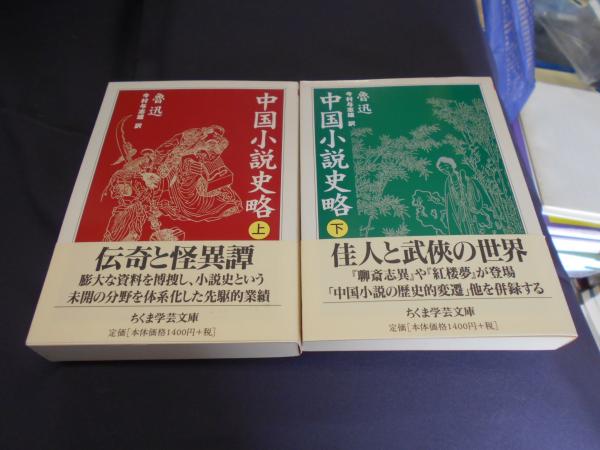 魯迅
今村与志雄 訳
中国小説史略
上
伝奇と怪異譚
膨大な資料を博捜し、小説史という
未開の分野を体系化した先駆的業績
ちくま学芸文庫
定価[本体価格1400円+税]
魯迅
今村与志雄 訳
中国小説史略
下
佳人と武俠の世界
『聊斎志異』や『紅楼夢』が登場
「中国小説の歴史的変遷」他を併録する
ちくま学芸文庫
定価[本体価格1400円+税]